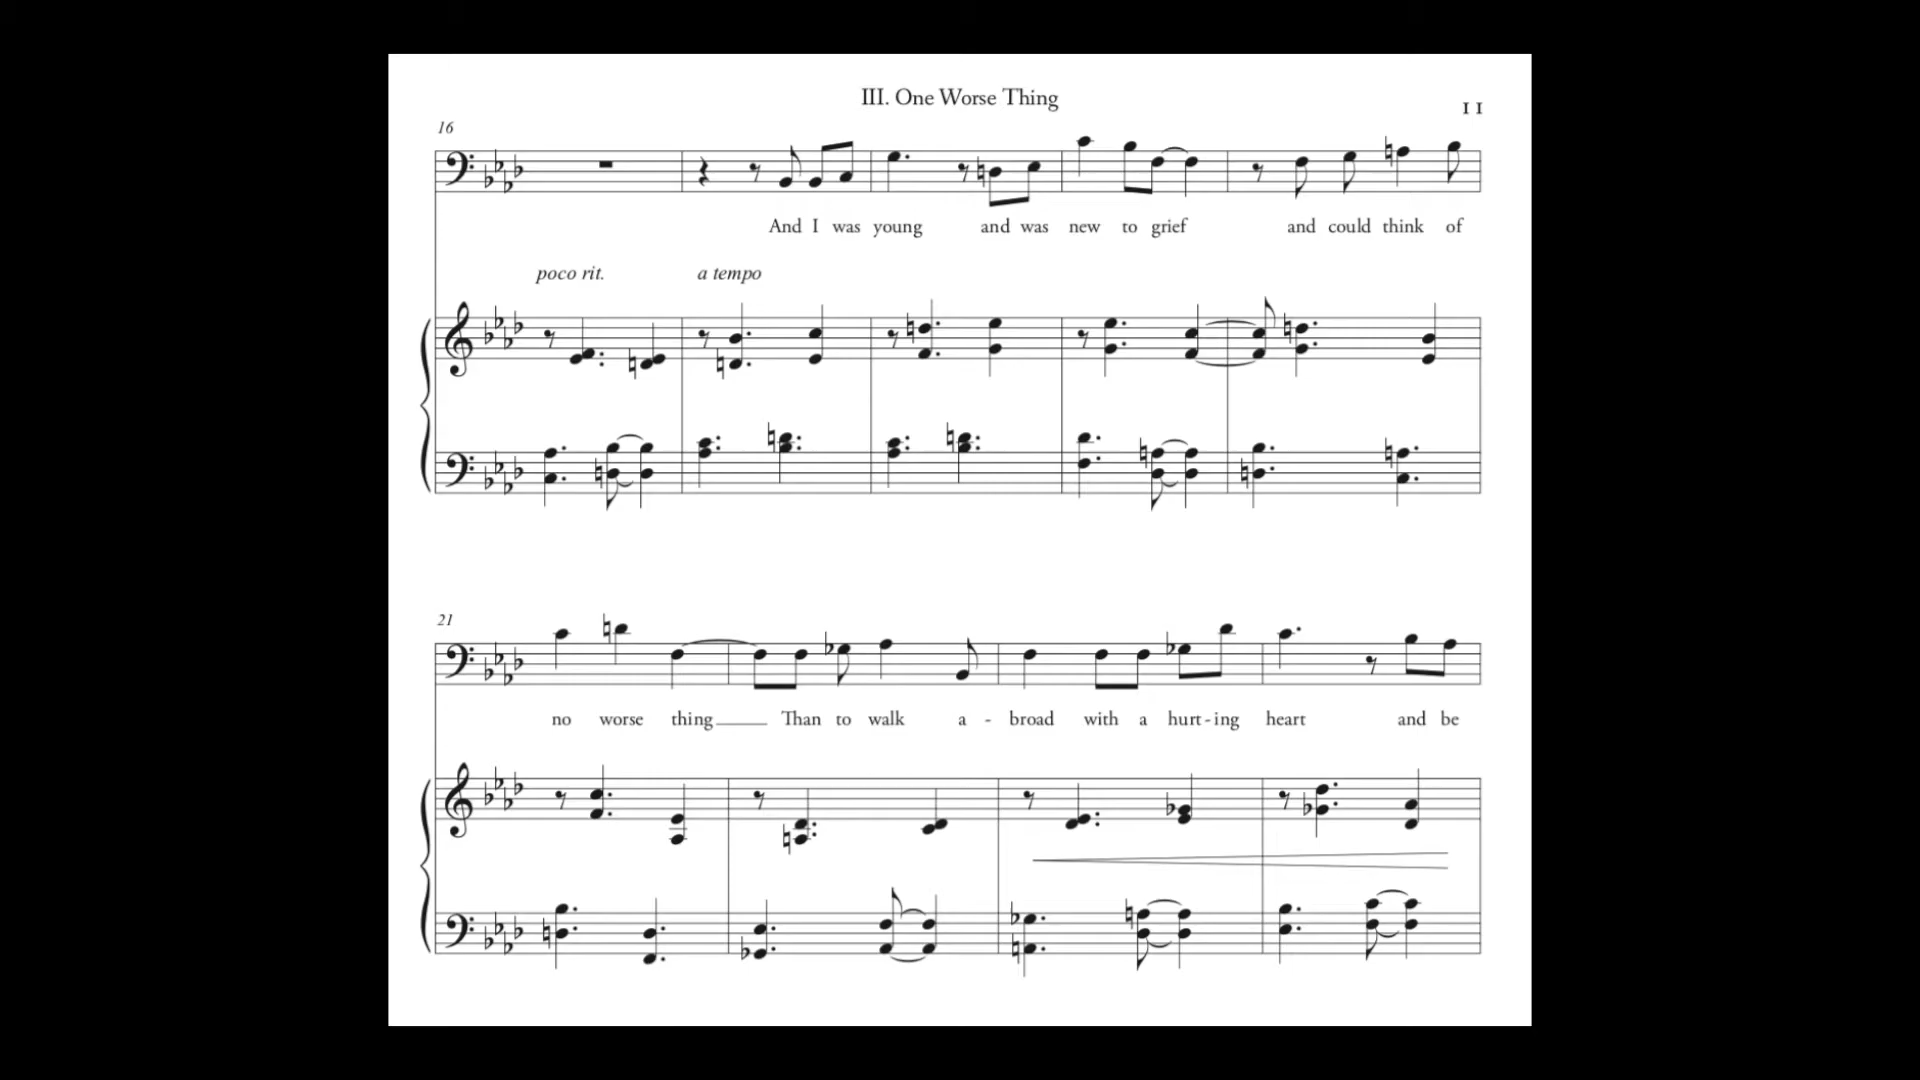 III. One Worse Thing
11
16
And I was young and was new to grief and could think of
poco rit. a tempo
21
no worse thing Than to walk a - broad with a hurt - ing heart and be